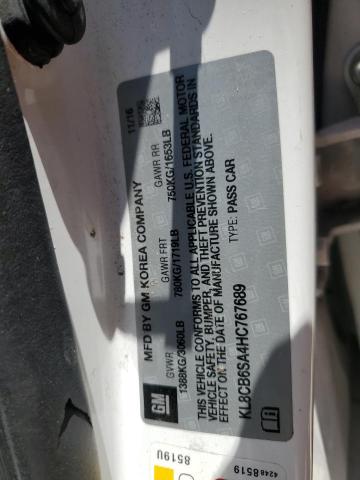 MFD BY GM KOREA COMPANY
11/16
GVWR
GAWR FRT
GAWR RR
1388KG/3060LB
780KG/1719LB
750KG/1653LB
THIS VEHICLE CONFORMS TO ALL APPLICABLE U.S. FEDERAL MOTOR
VEHICLE SAFETY, BUMPER, AND THEFT PREVENTION STANDARDS IN
EFFECT ON THE DATE OF MANUFACTURE SHOWN ABOVE.
KL8CB6SA4HC767689
TYPE: PASS CAR
GM
8519U
42488519